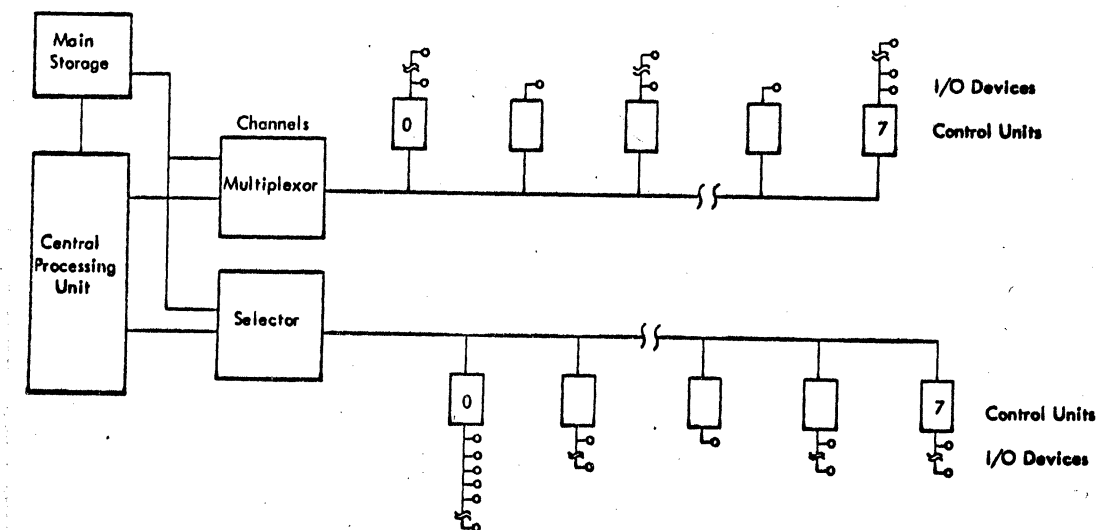 Main
Storage
Channels
Multiplexor
Central
Processing
Unit
Selector
0
7
I/O Devices
Control Units
0
7
Control Units
I/O Devices